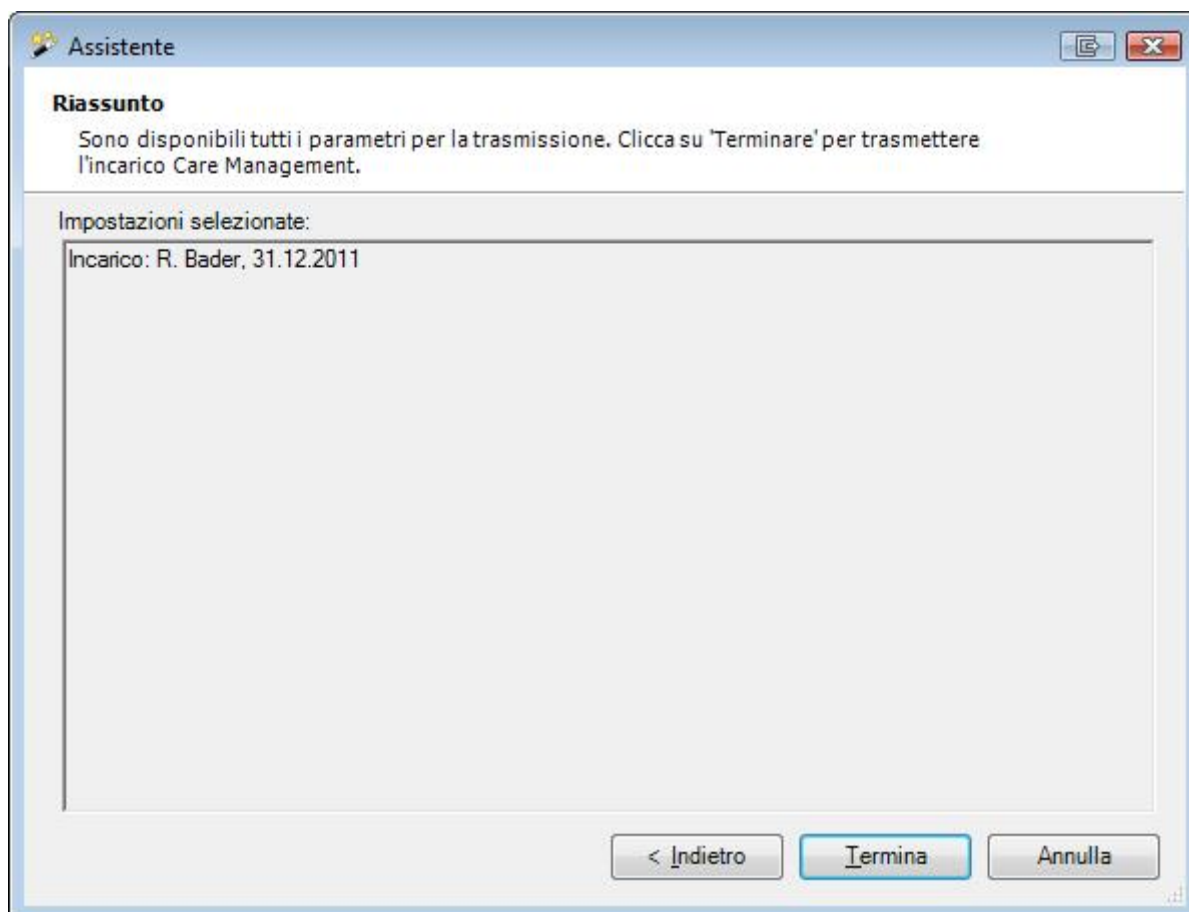 Assistente
Riassunto
Sono disponibili tutti i parametri per la trasmissione. Clicca su 'Terminare' per trasmettere
l'incarico Care Management.
Impostazioni selezionate:
Incarico: R. Bader, 31.12.2011
< Indietro
Termina
Annulla